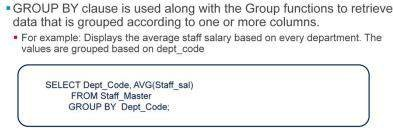 GROUP BY clause is used along with the Group functions to retrieve
data that is grouped according to one or more columns.
For example: Displays the average staff salary based on every department. The
values are grouped based on dept_code
SELECT Dept_Code, AVG(Staff_sal)
FROM Staff_Master
GROUP BY Dept_Code;